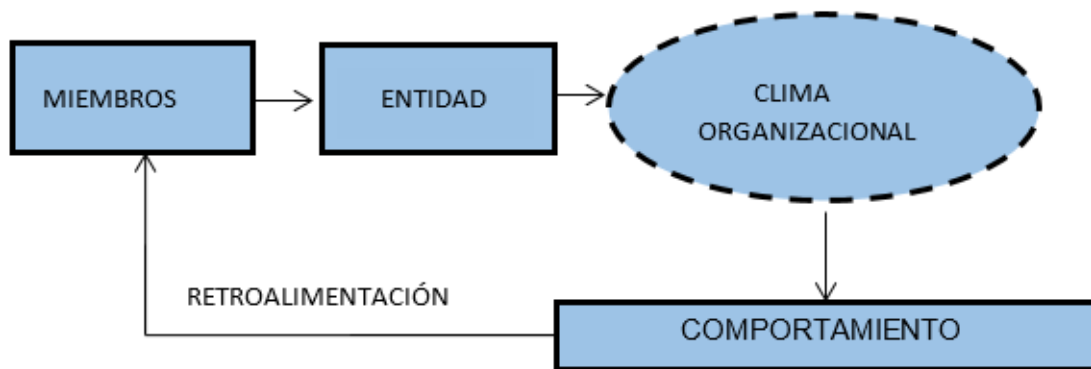 MIEMBROS
ENTIDAD
CLIMA
ORGANIZACIONAL
RETROALIMENTACIÓN
COMPORTAMIENTO